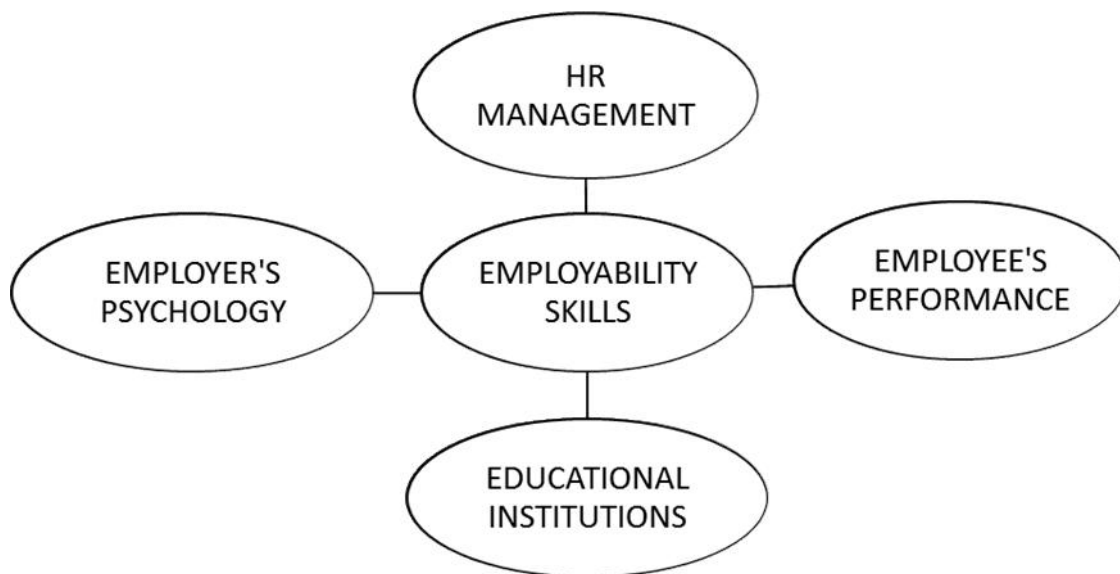 HR
MANAGEMENT
EMPLOYER'S
PSYCHOLOGY
EMPLOYABILITY
SKILLS
EMPLOYEE'S
PERFORMANCE
EDUCATIONAL
INSTITUTIONS